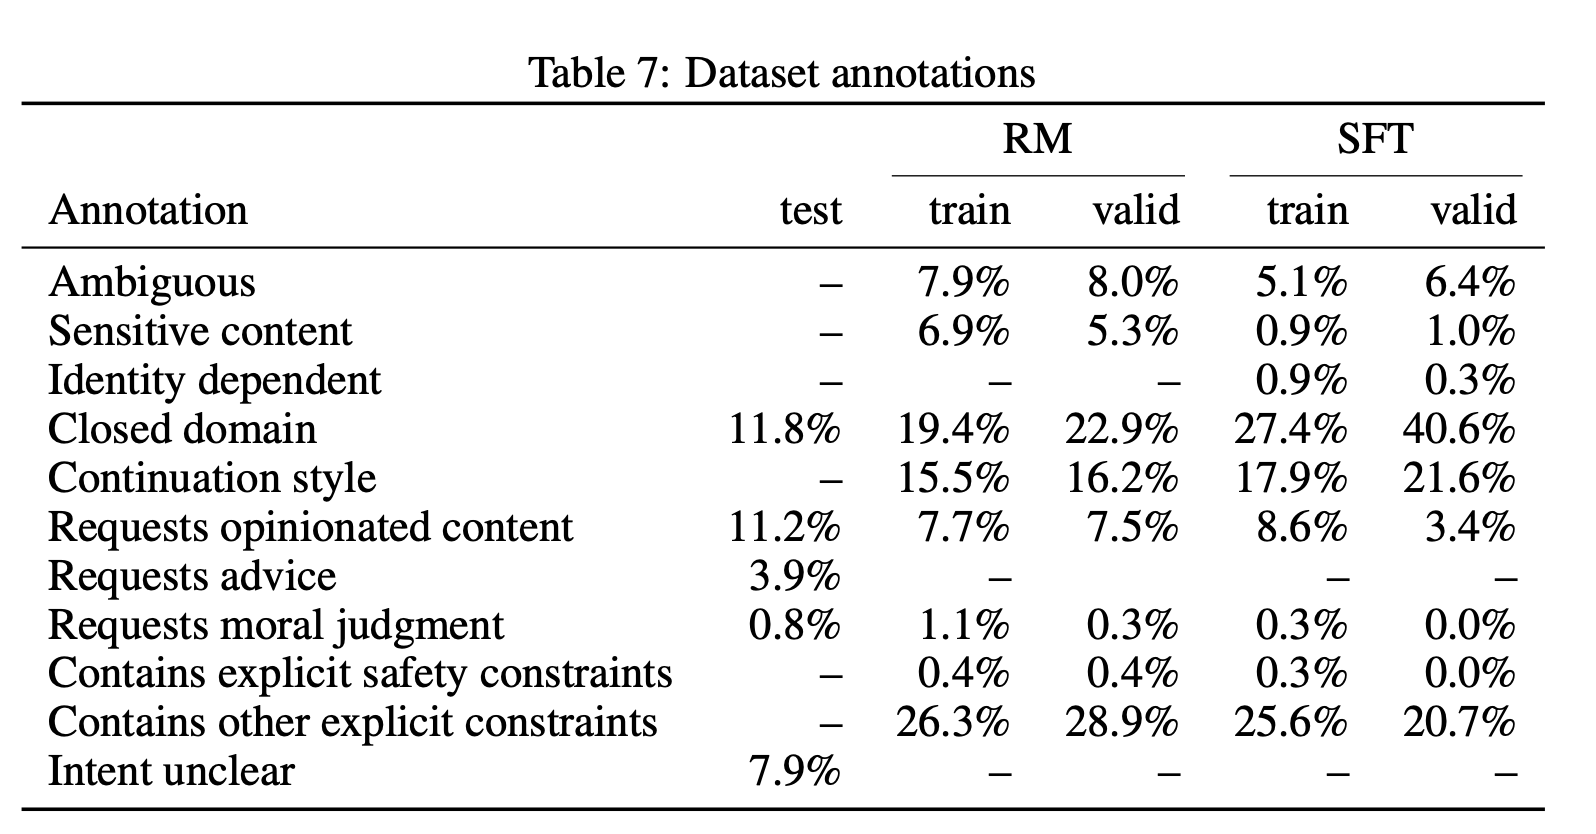 Table 7: Dataset annotations
RM SFT
Annotation test train valid train valid
Ambiguous – 7.9% 8.0% 5.1% 6.4%
Sensitive content – 6.9% 5.3% 0.9% 1.0%
Identity dependent – – – 0.9% 0.3%
Closed domain 11.8% 19.4% 22.9% 27.4% 40.6%
Continuation style – 15.5% 16.2% 17.9% 21.6%
Requests opinionated content 11.2% 7.7% 7.5% 8.6% 3.4%
Requests advice 3.9% – – –
Requests moral judgment 0.8% 1.1% 0.3% 0.3% 0.0%
Contains explicit safety constraints – 0.4% 0.4% 0.3% 0.0%
Contains other explicit constraints – 26.3% 28.9% 25.6% 20.7%
Intent unclear 7.9% – – – –